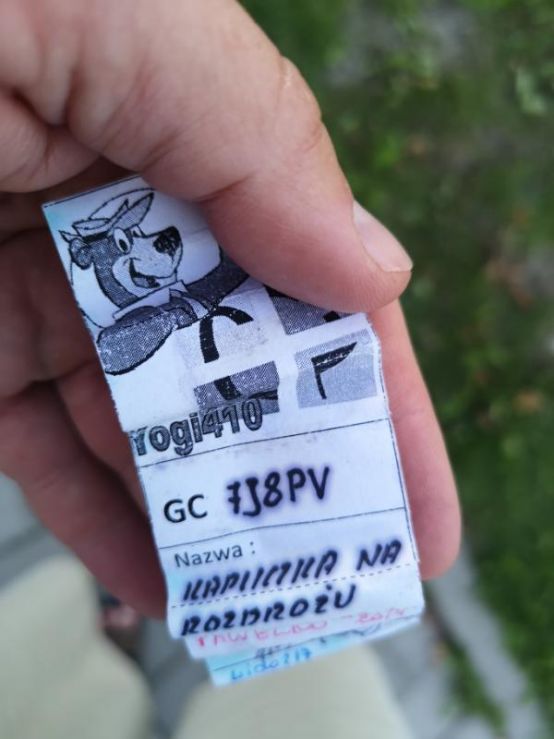 Yogi410
GC 7J8PV
Nazwa :
KAPLICZKA NA
ROZDROŻU